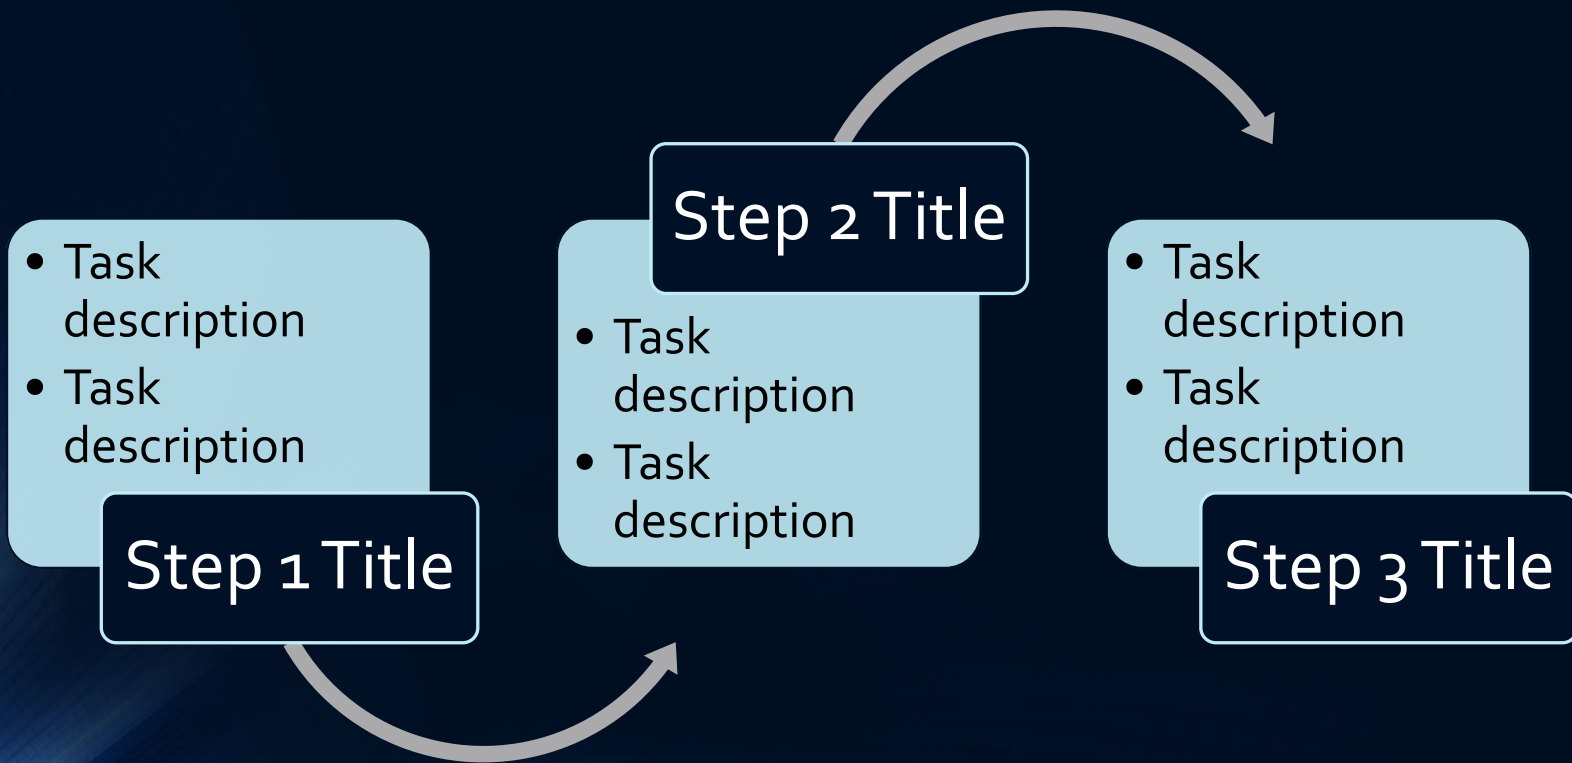 • Task
description
• Task
description
Step 1 Title
Step 2 Title
• Task
description
• Task
description
• Task
description
• Task
description
Step 3 Title